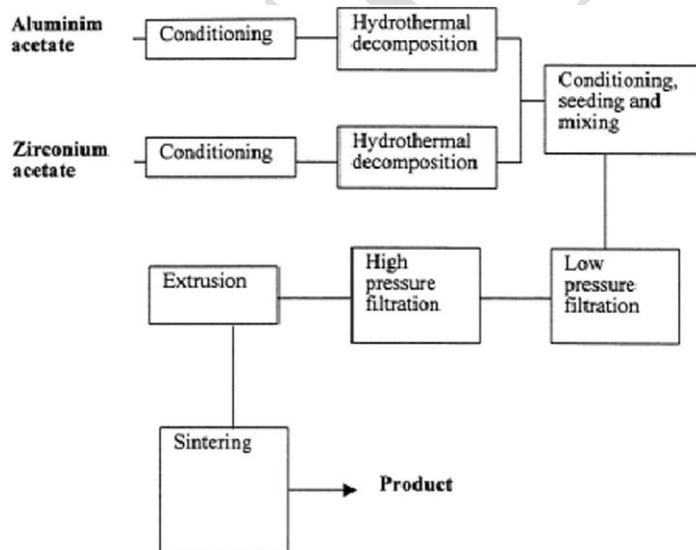 Aluminim
acetate
Conditioning
Hydrothermal
decomposition
Conditioning,
seeding and
mixing
Zirconium
acetate
Conditioning
Hydrothermal
decomposition
Extrusion
High
pressure
filtration
Low
pressure
filtration
Sintering
Product